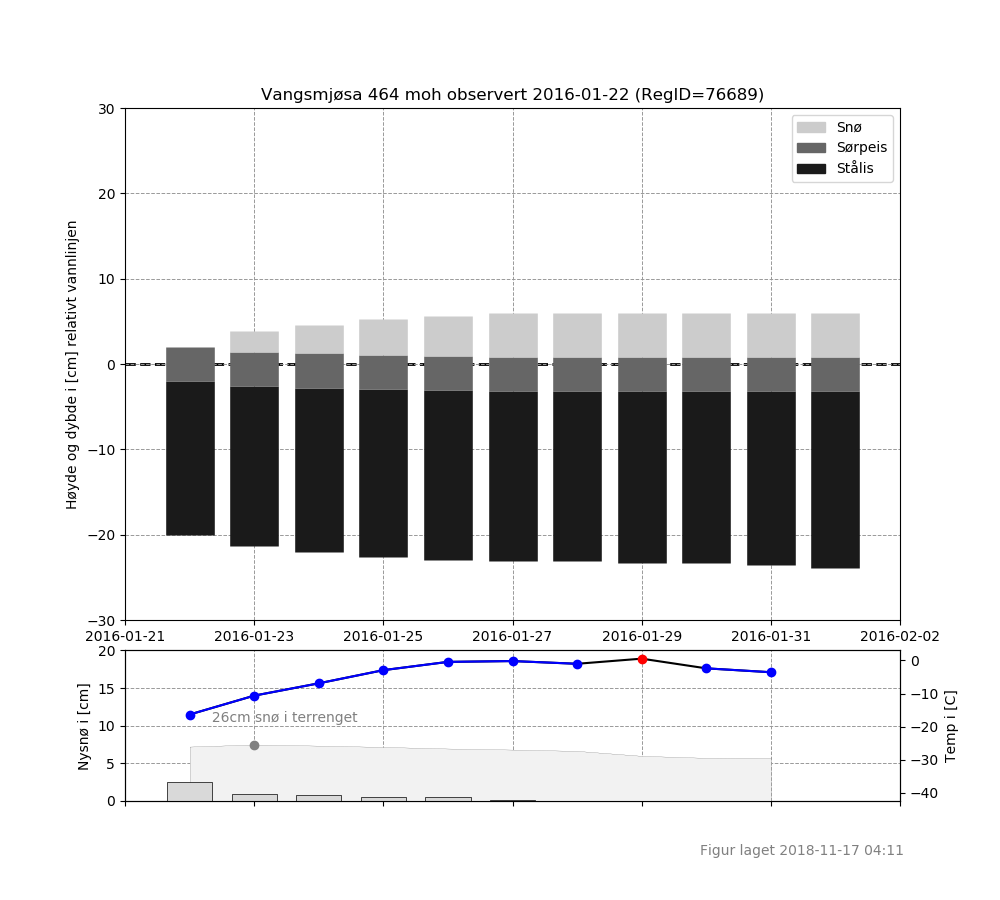 Vangsmjøsa 464 moh observert 2016-01-22 (RegID=76689)
Høyde og dybde i [cm] relativt vannlinjen
30
20
10
0
−10
−20
−30
Snø
Sørpeis
Stålis
2016-01-21 2016-01-23 2016-01-25 2016-01-27 2016-01-29 2016-01-31 2016-02-02
Nysnø i [cm]
20
15
10
5
0
26cm snø i terrenget
0
−10
−20
−30
−40
Temp i [C]
Figur laget 2018-11-17 04:11